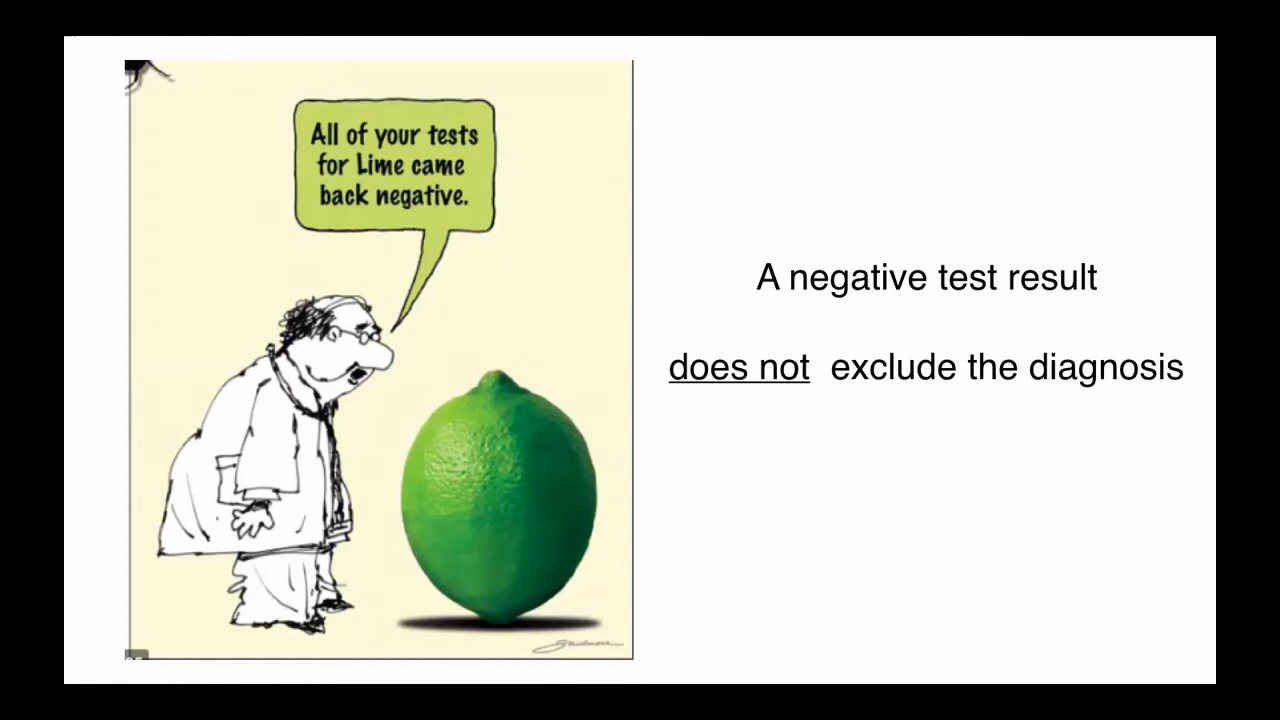 All of your tests
for Lime came
back negative.
A negative test result
does not exclude the diagnosis